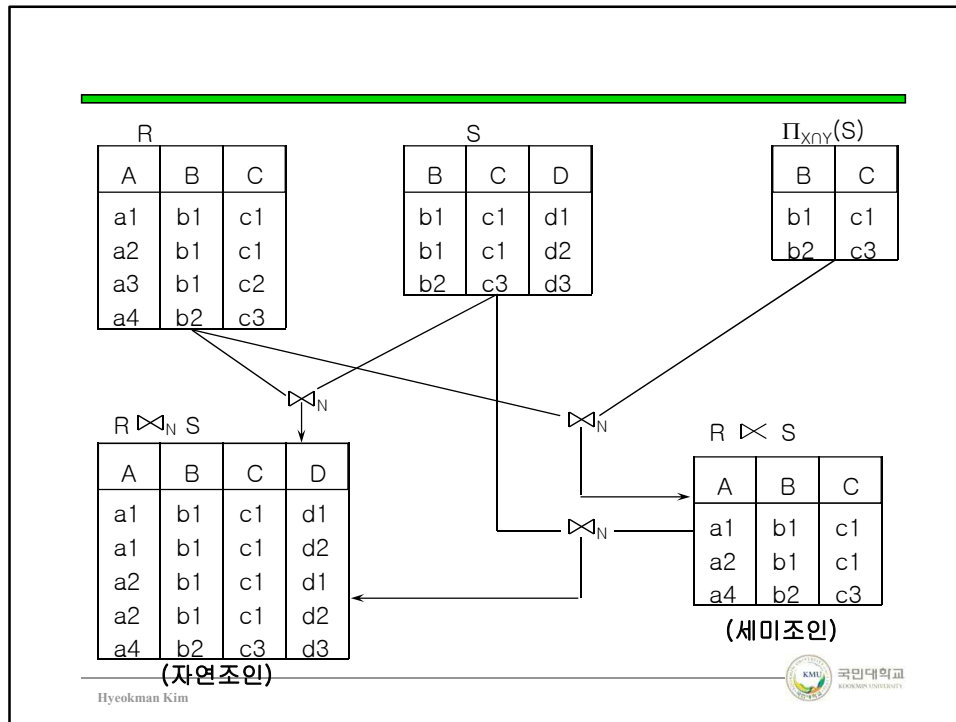 R
A B C
a1 b1 c1
a2 b1 c1
a3 b1 c2
a4 b2 c3
S
B C D
b1 c1 d1
b1 c1 d2
b2 c3 d3
Π_X∩Y(S)
B C
b1 c1
b2 c3
⋈N
⋈N
R ⋈N S
A B C D
a1 b1 c1 d1
a1 b1 c1 d2
a2 b1 c1 d1
a2 b1 c1 d2
a4 b2 c3 d3
(자연조인)
⋈N
R ⋉ S
A B C
a1 b1 c1
a2 b1 c1
a4 b2 c3
(세미조인)
Hyeokman Kim
KMU
국민대학교
KOOKMIN UNIVERSITY